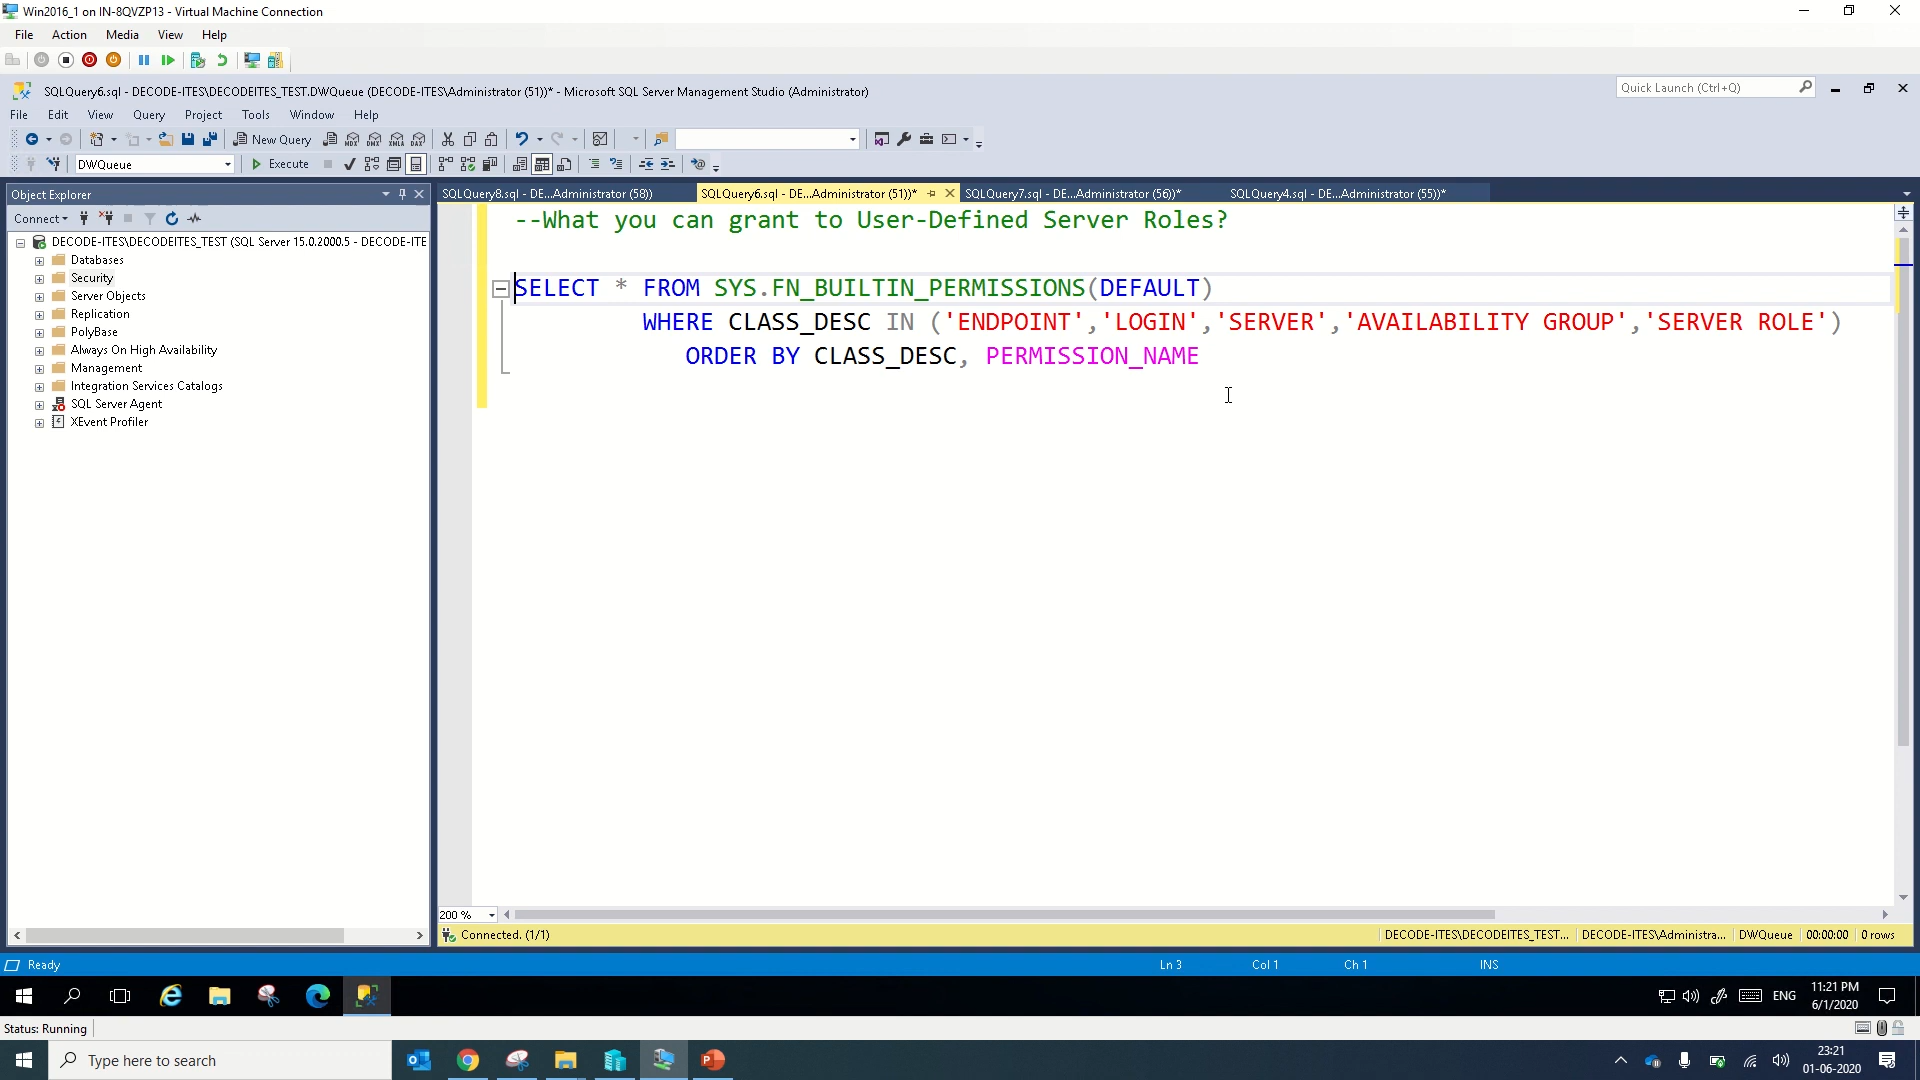 Win2016_1 on IN-8QVZP13 - Virtual Machine Connection
File Action Media View Help
SQLQuery6.sql - DECODE-ITES\DECODEITES_TEST.DWQueue (DECODE-ITES\Administrator (51))* - Microsoft SQL Server Management Studio (Administrator)
Quick Launch (Ctrl+Q)
File Edit View Query Project Tools Window Help
New Query
MDX DMX XMLA DAX
DWQueue
Execute
Object Explorer
SQLQuery8.sql - DE...Administrator (58))
SQLQuery6.sql - DE...Administrator (51))*
SQLQuery7.sql - DE...Administrator (56))*
SQLQuery4.sql - DE...Administrator (55))*
Connect
DECODE-ITES\DECODEITES_TEST (SQL Server 15.0.2000.5 - DECODE-ITE
Databases
Security
Server Objects
Replication
PolyBase
Always On High Availability
Management
Integration Services Catalogs
SQL Server Agent
XEvent Profiler
--What you can grant to User-Defined Server Roles?
SELECT * FROM SYS.FN_BUILTIN_PERMISSIONS(DEFAULT)
WHERE CLASS_DESC IN ('ENDPOINT','LOGIN','SERVER','AVAILABILITY GROUP','SERVER ROLE')
ORDER BY CLASS_DESC, PERMISSION_NAME
200 %
Connected. (1/1)
DECODE-ITES\DECODEITES_TEST... DECODE-ITES\Administra... DWQueue 00:00:00 0 rows
Ready
Ln 3 Col 1 Ch 1 INS
ENG
11:21 PM
6/1/2020
Status: Running
Type here to search
23:21
01-06-2020